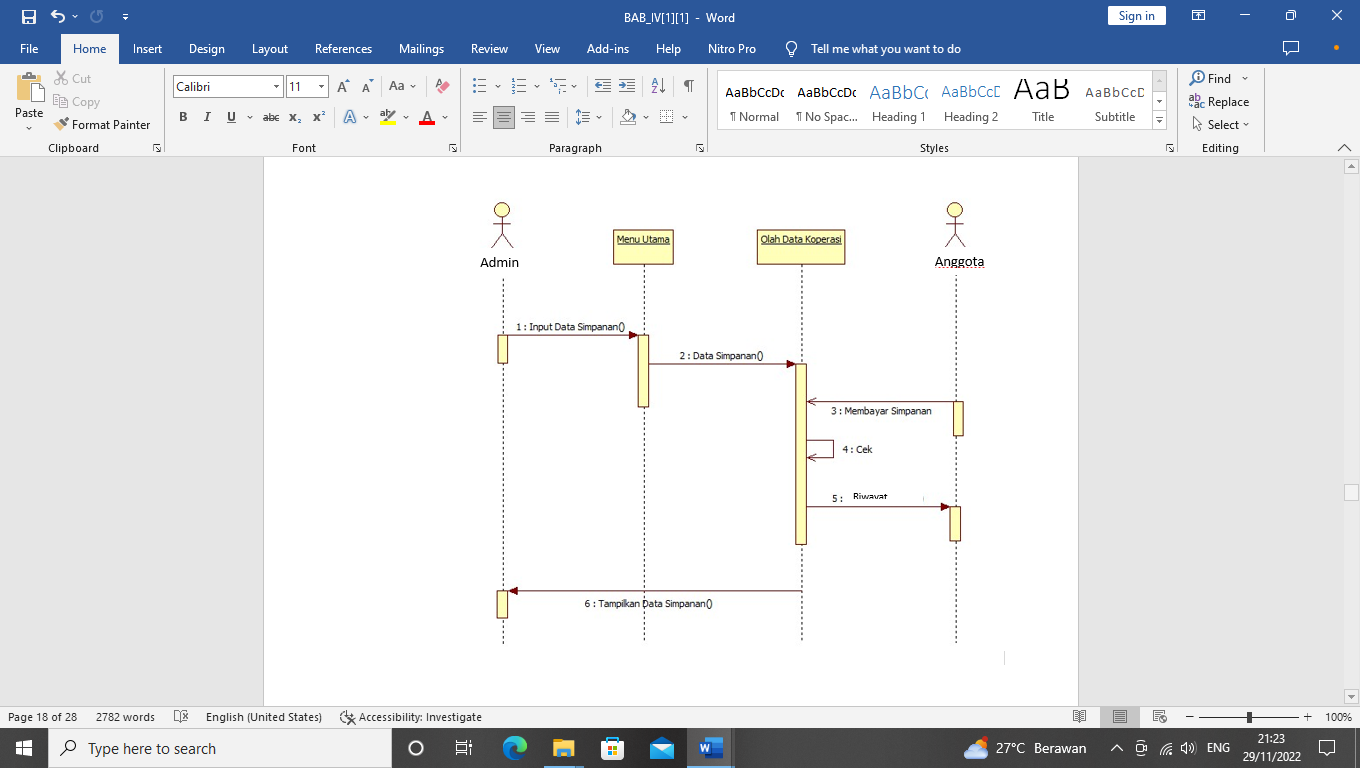 BAB_IV[1][1] - Word
Sign in
File Home Insert Design Layout References Mailings Review View Add-ins Help Nitro Pro Tell me what you want to do
Paste
Cut
Copy
Format Painter
Clipboard
Calibri 11
Aa
B I U abc x₂ x² A ab A
Font
Paragraph
AaBbCcDc AaBbCcDc AaBbCc AaBbCcD AaB AaBbCcD
¶ Normal ¶ No Spac... Heading 1 Heading 2 Title Subtitle
Styles
Find
Replace
Select
Editing
Admin
Menu Utama
Olah Data Koperasi
Anggota
1 : Input Data Simpanan()
2 : Data Simpanan()
3 : Membayar Simpanan
4 : Cek
5 : Riwayat
6 : Tampilkan Data Simpanan()
Page 18 of 28 2782 words English (United States) Accessibility: Investigate 100%
Type here to search
27°C Berawan ENG 21:23
29/11/2022